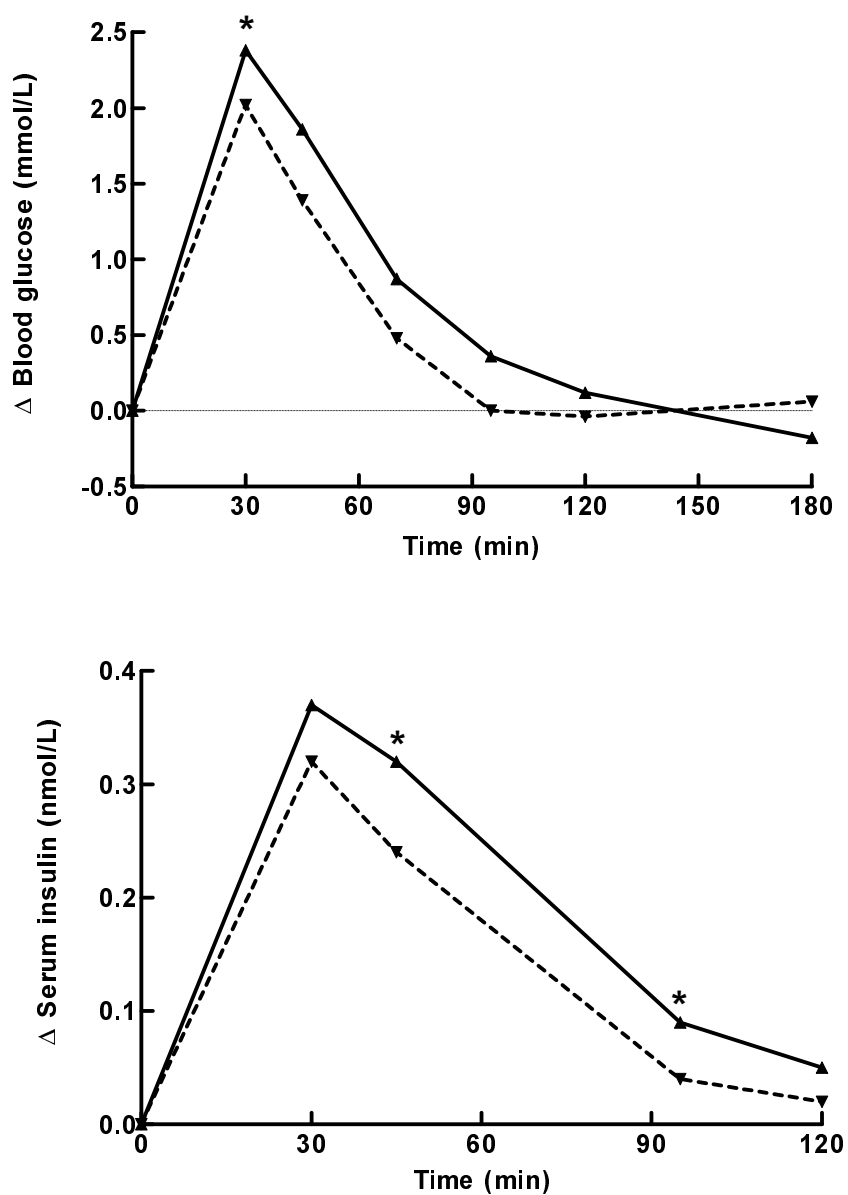 *
2.5
2.0
1.5
1.0
0.5
0.0
-0.5
Δ Blood glucose (mmol/L)
0 30 60 90 120 150 180
Time (min)
0.4
*
0.3
0.2
*
0.1
0.0
Δ Serum insulin (nmol/L)
0 30 60 90 120
Time (min)